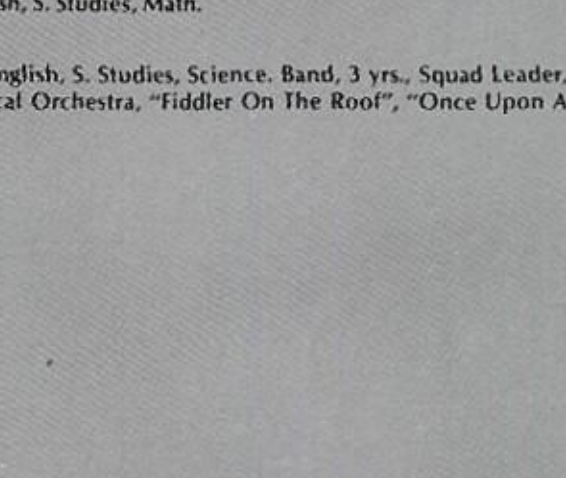 sh, S. Studies, Math.
nglish, S. Studies, Science. Band, 3 yrs., Squad Leader,
cal Orchestra, “Fiddler On The Roof”, “Once Upon A